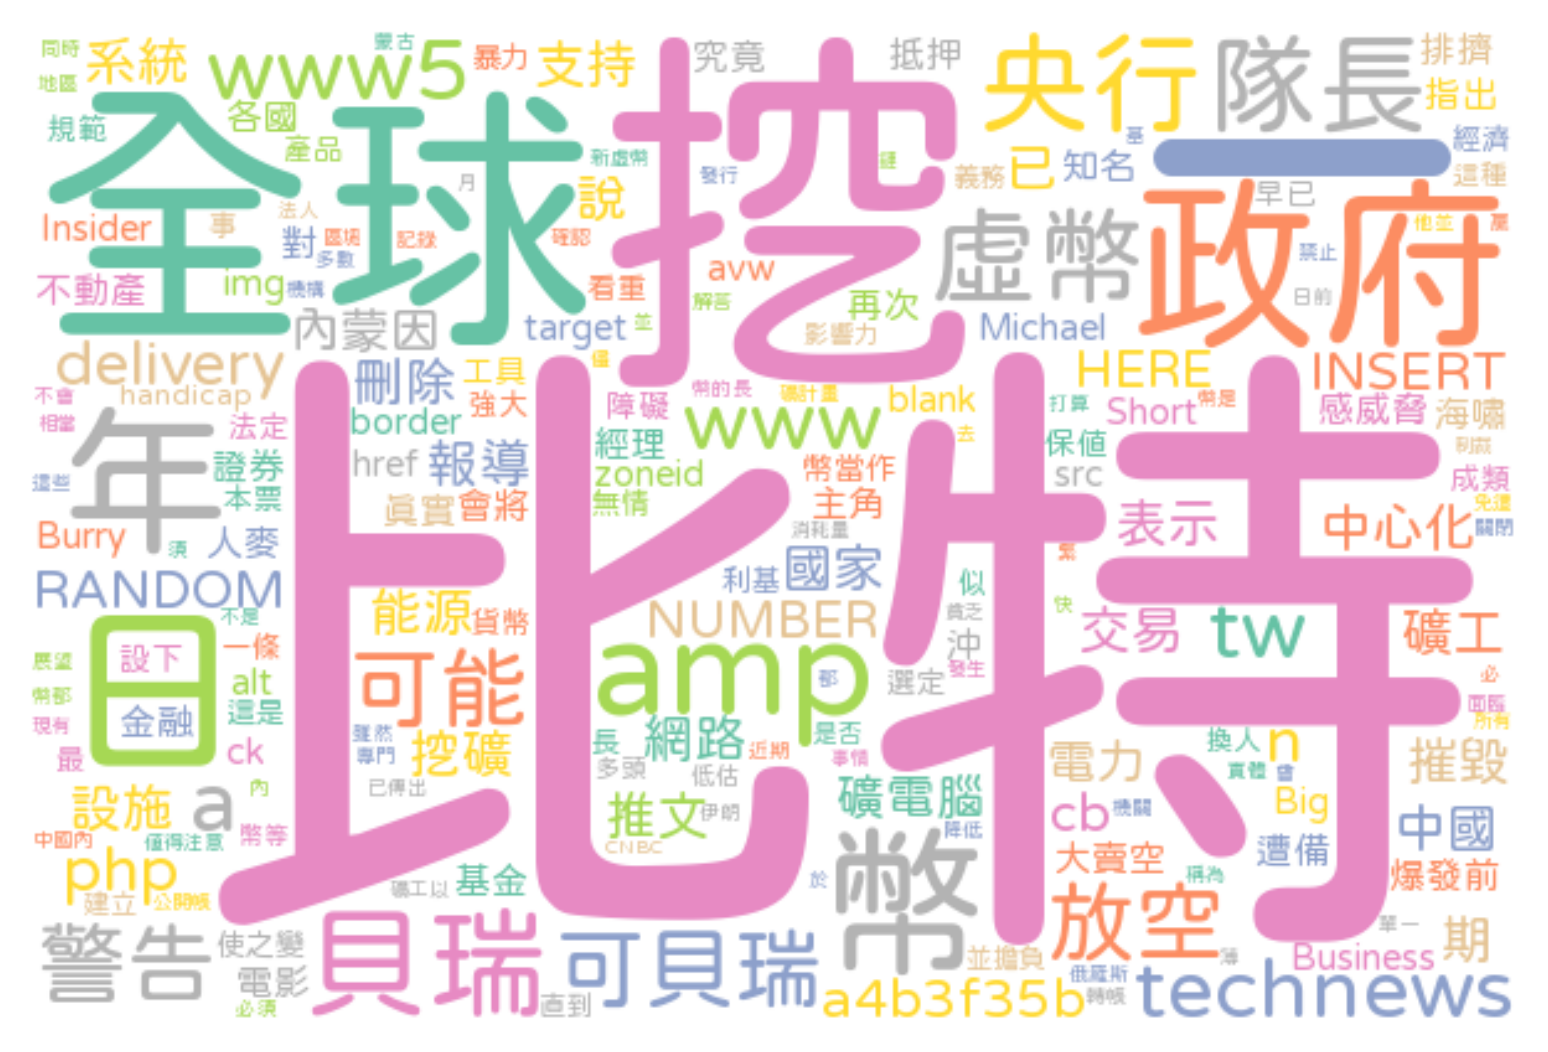 同時
系統
www5
蒙古
暴力
支持
究竟
抵押
央行
隊長
排擠
地區
指出
規範
各國
全球
挖
產品
新虛幣
發行
鏈
義務
已
知名
基
一
經濟
這種
月
說
法人
Insider
事
對
區塊
記錄
多數
確認
虛幣
早已
政府
他並
禁止
avw
不動產
img
機構
看重
解答
再次
日前
內蒙因
target
並
影響力
Michael
delivery
handicap
刪除
工具
僅
幣的長
礦計畫
blank
HERE
INSERT
不會
強大
障礙
www
打算
Short
幣是
感威脅
海嘯
相當
年
法定
border
去
經理
保值
證券
href
報導
zoneid
幣當作
src
成類
這些
本票
真實
會將
無情
主角
表示
中心化
免遭
關閉
Burry
須
人麥
消耗量
比特
RANDOM
利基
國家
似
不是
能源
貨幣
NUMBER
貧乏
快
交易
tw
礦工
日
設下
一條
沖
展望
可能
amp
都
選定
發生
必
幣都
alt
金融
這是
面臨
現有
所有
雖然
專門
挖礦
長
網路
近期
是否
事情
電力
換人
n
摧毀
最
ck
多頭
低估
實體
會
設施
a
內
已傳出
礦電腦
cb
機關
Big
中國
推文
伊朗
中國內
值得注意
幣等
CNBC
降低
大賣空
遭備
php
爆發前
建立
公開帳
礦工以
基金
於
幣
稱為
放空
警告
使之變
貝瑞
可貝瑞
單一
期
電影
並擔負
簿
Business
必須
直到
a4b3f35b
俄羅斯
轉帳
technews